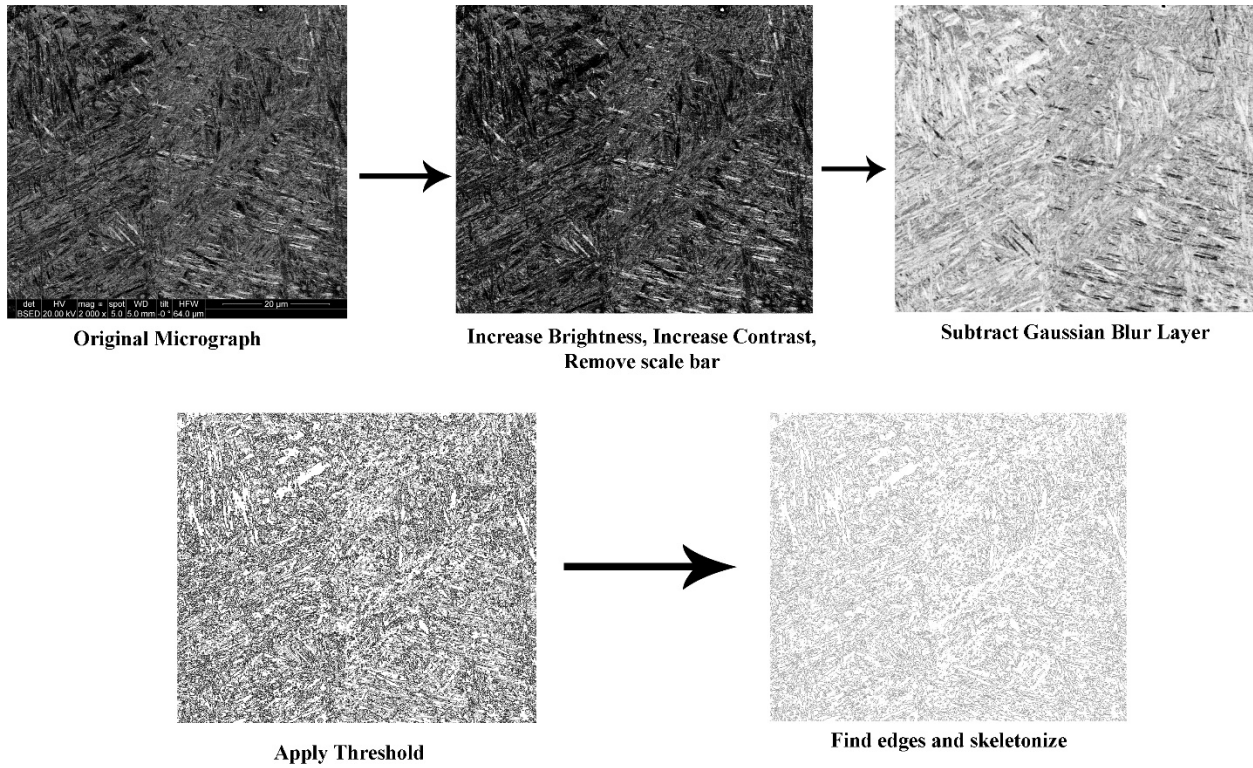 det HV mag = spot WD tilt HFW 20 µm
BSED 20.00 kV 2 000 x 5.0 5.0 mm -0 ° 64.0 µm
Original Micrograph
Increase Brightness, Increase Contrast,
Remove scale bar
Subtract Gaussian Blur Layer
Apply Threshold
Find edges and skeletonize